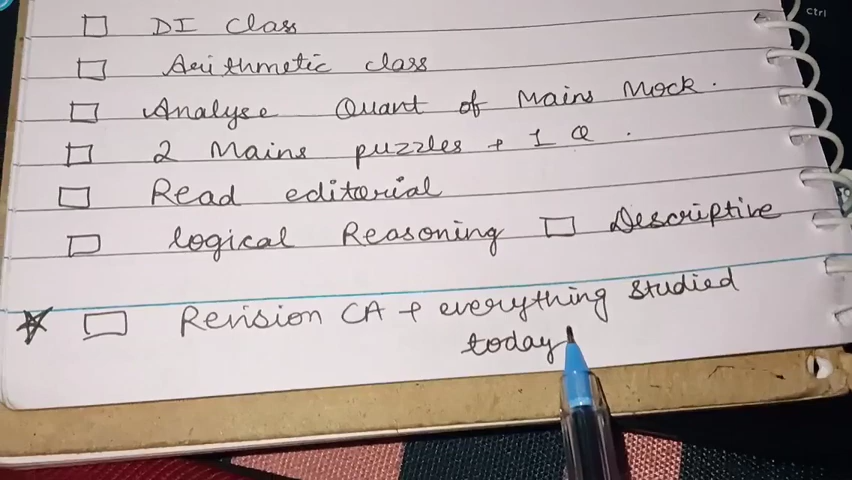 Ctrl
DI Class
Arithmetic class
Analyse Quant of Mains Mock.
2 Mains puzzles + 1 Q.
Read editorial
logical Reasoning Descriptive
Revision CA + everything studied
today